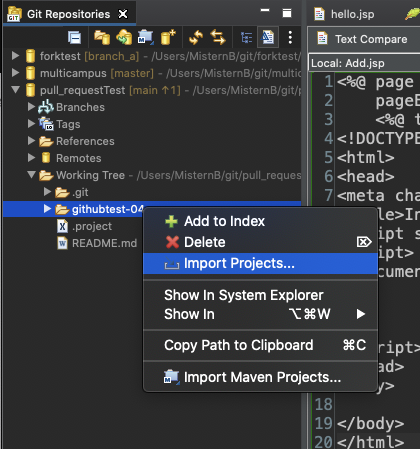 Git Repositories
forktest [branch_a] - /Users/MisternB/git/forktest/
multicampus [master] - /Users/MisternB/git/multic
pull_requestTest [main ↑1] - /Users/MisternB/git/p
Branches
Tags
References
Remotes
Working Tree - /Users/MisternB/git/pull_reques
.git
githubtest-04
.project
README.md
Add to Index
Delete
Import Projects...
Show In System Explorer
Show In ⌥⌘W
Copy Path to Clipboard ⌘C
Import Maven Projects...
hello.jsp
Text Compare
Local: Add.jsp
1 <%@ page
2 pageE
3 <%@ t
4 <!DOCTYPE
5 <html>
6 <head>
7 <meta cha
tle>In
ript s
ript>
cumen
ript>
ad>
y>
18
19 </body>
20 </html>